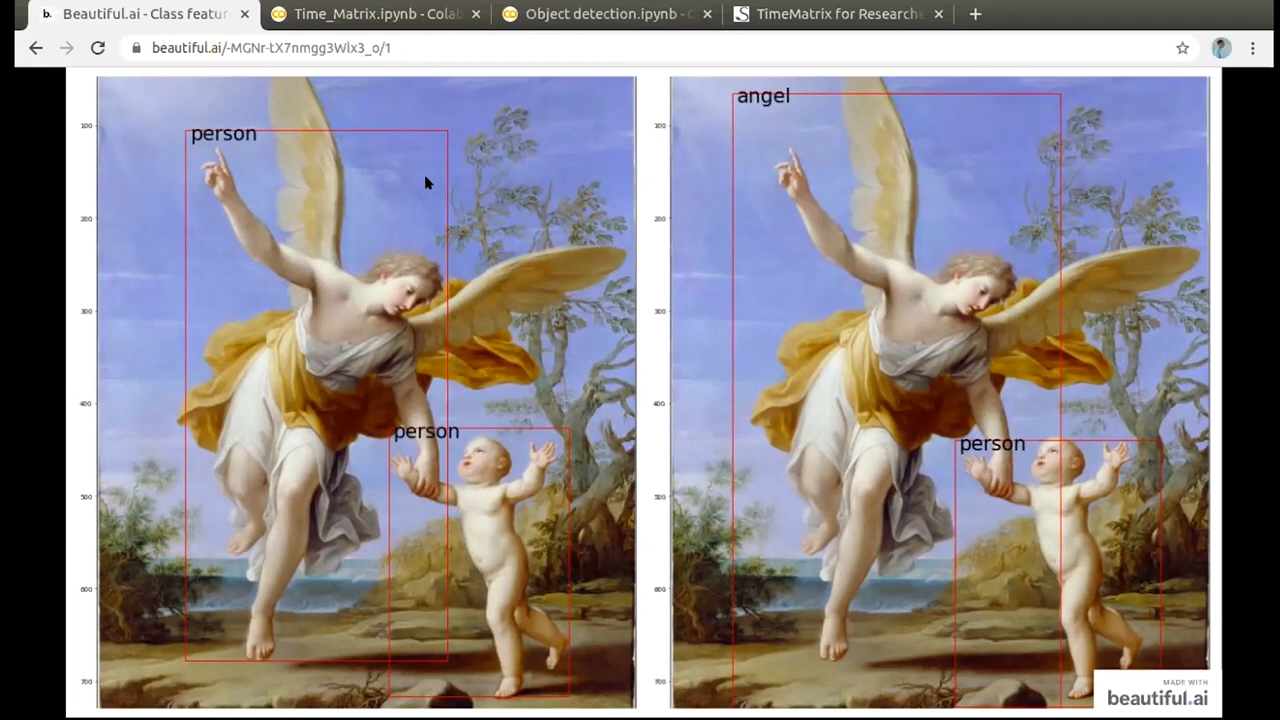 Beautiful.ai - Class featur
Time_Matrix.ipynb - Colab
Object detection.ipynb - C
TimeMatrix for Researche
beautiful.ai/-MGNr-tX7nmgg3Wlx3_o/1
person
person
100
200
300
400
500
600
700
angel
person
100
200
300
400
500
600
700
MADE WITH
beautiful.ai